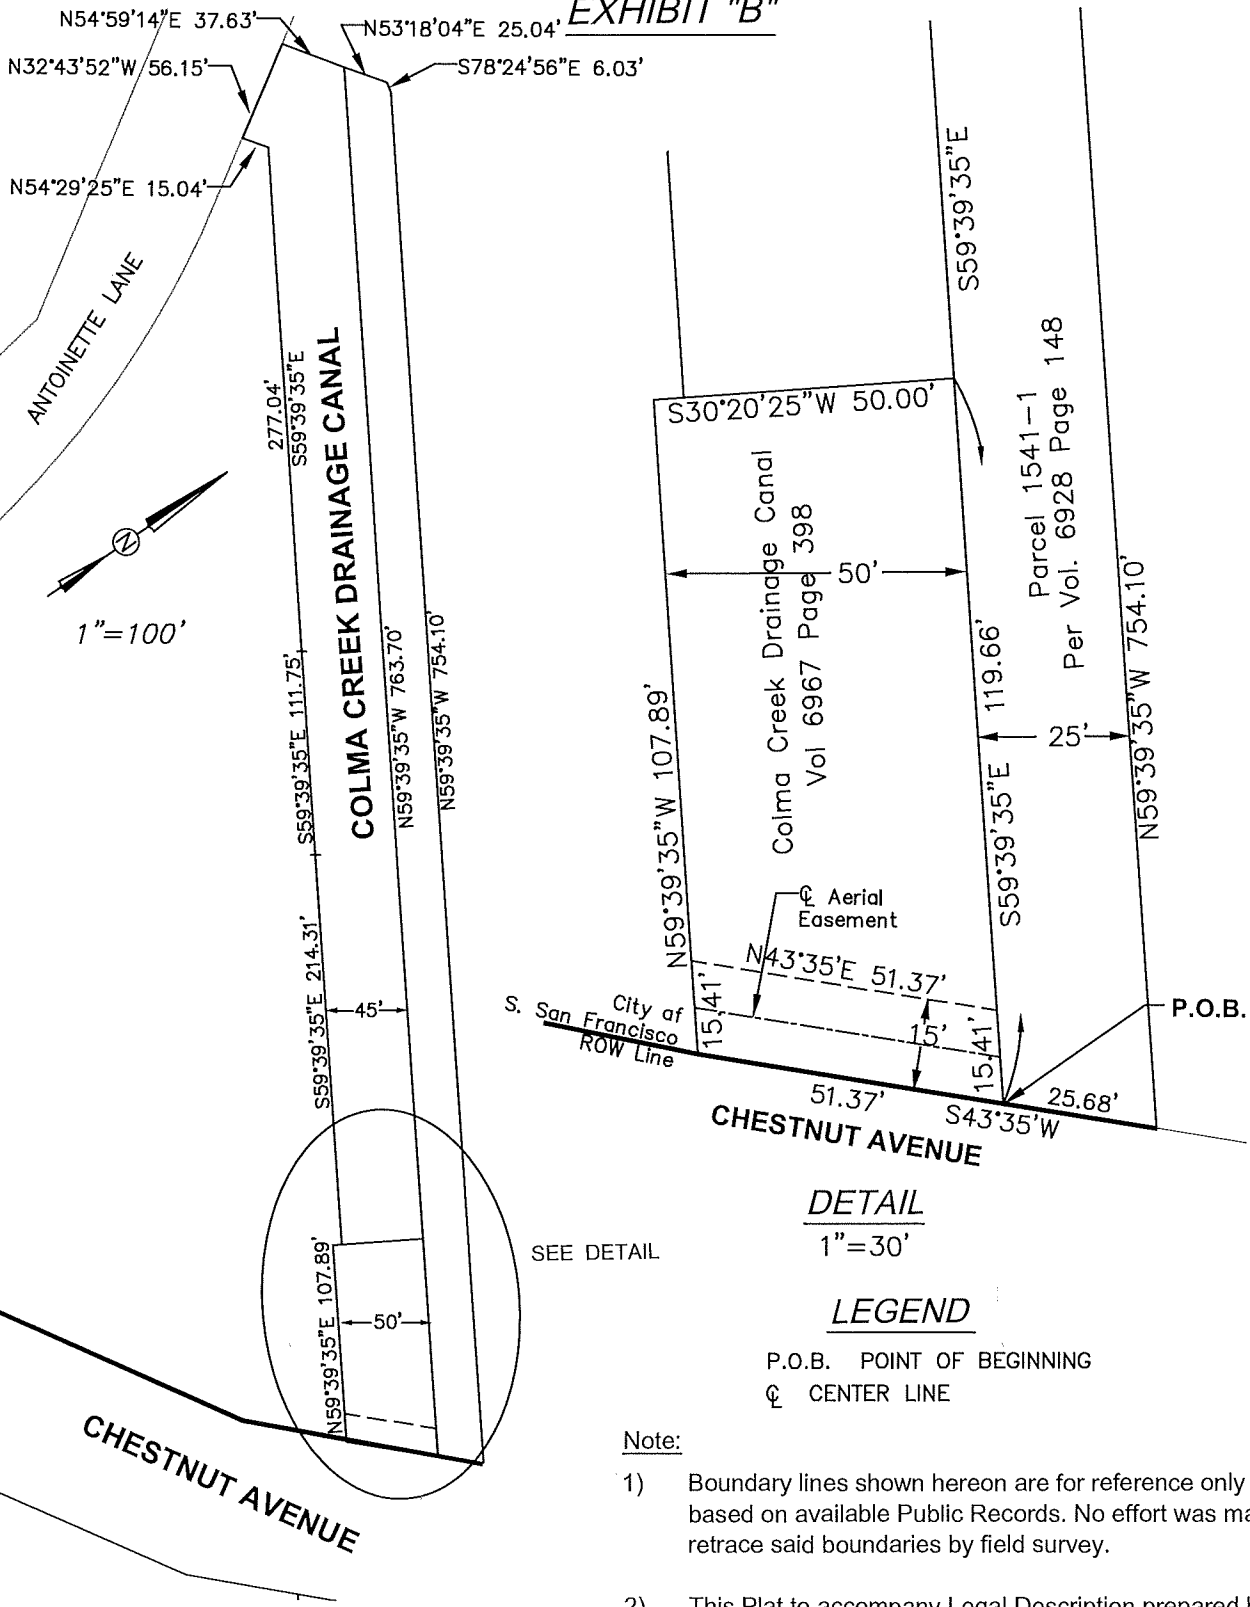 EXHIBIT "B"
N54°59'14"E 37.63'
N53°18'04"E 25.04'
N32°43'52"W 56.15'
S78°24'56"E 6.03'
N54°29'25"E 15.04'
ANTOINETTE LANE
277.04'
S59°39'35"E
COLMA CREEK DRAINAGE CANAL
N
1"=100'
S59°39'35"E 111.75'
N59°39'35"W 763.70'
N59°39'35"W 754.10'
S59°39'35"E 214.31'
45'
N59°39'35"E 107.89'
50'
SEE DETAIL
CHESTNUT AVENUE
S59°39'35"E
S30°20'25"W 50.00'
Colma Creek Drainage Canal
Vol 6967 Page 398
50'
Parcel 1541-1
Per Vol. 6928 Page 148
N59°39'35"W 107.89'
S59°39'35"E 119.66'
25'
N59°39'35"W 754.10'
℄ Aerial
Easement
N43°35'E 51.37'
City of
S. San Francisco
ROW Line
15.41'
15'
15.41'
P.O.B.
51.37'
S43°35'W
25.68'
CHESTNUT AVENUE
DETAIL
1"=30'
LEGEND
P.O.B. POINT OF BEGINNING
℄ CENTER LINE
Note:
1) Boundary lines shown hereon are for reference only
based on available Public Records. No effort was ma
retrace said boundaries by field survey.
2) This Plat to accompany Legal Description prepared